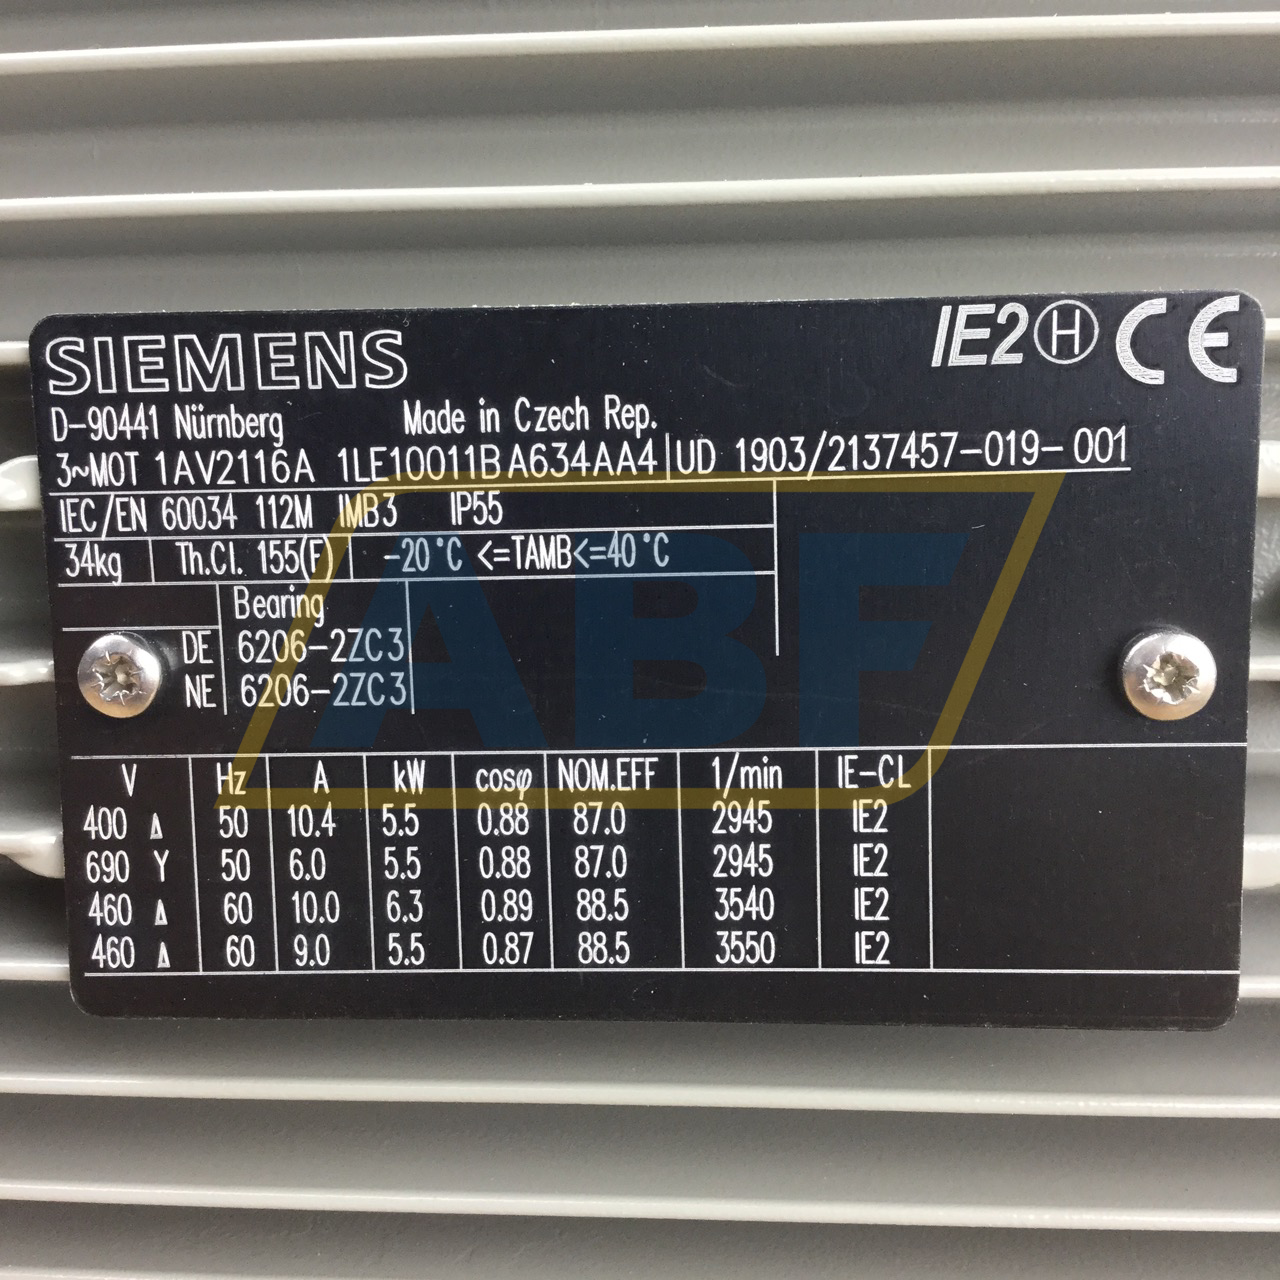 SIEMENS
IE2 H CE
D-90441 Nürnberg Made in Czech Rep.
3~MOT 1AV2116A 1LE10011BA634AA4 UD 1903/2137457-019-001
IEC/EN 60034 112M IMB3 IP55
34kg Th.Cl. 155(F) -20°C <=TAMB<=40°C
Bearing
DE 6206-2ZC3
NE 6206-2ZC3
V Hz A kW cosφ NOM.EFF 1/min IE-CL
400 Δ 50 10.4 5.5 0.88 87.0 2945 IE2
690 Y 50 6.0 5.5 0.88 87.0 2945 IE2
460 Δ 60 10.0 6.3 0.89 88.5 3540 IE2
460 Δ 60 9.0 5.5 0.87 88.5 3550 IE2
ABF